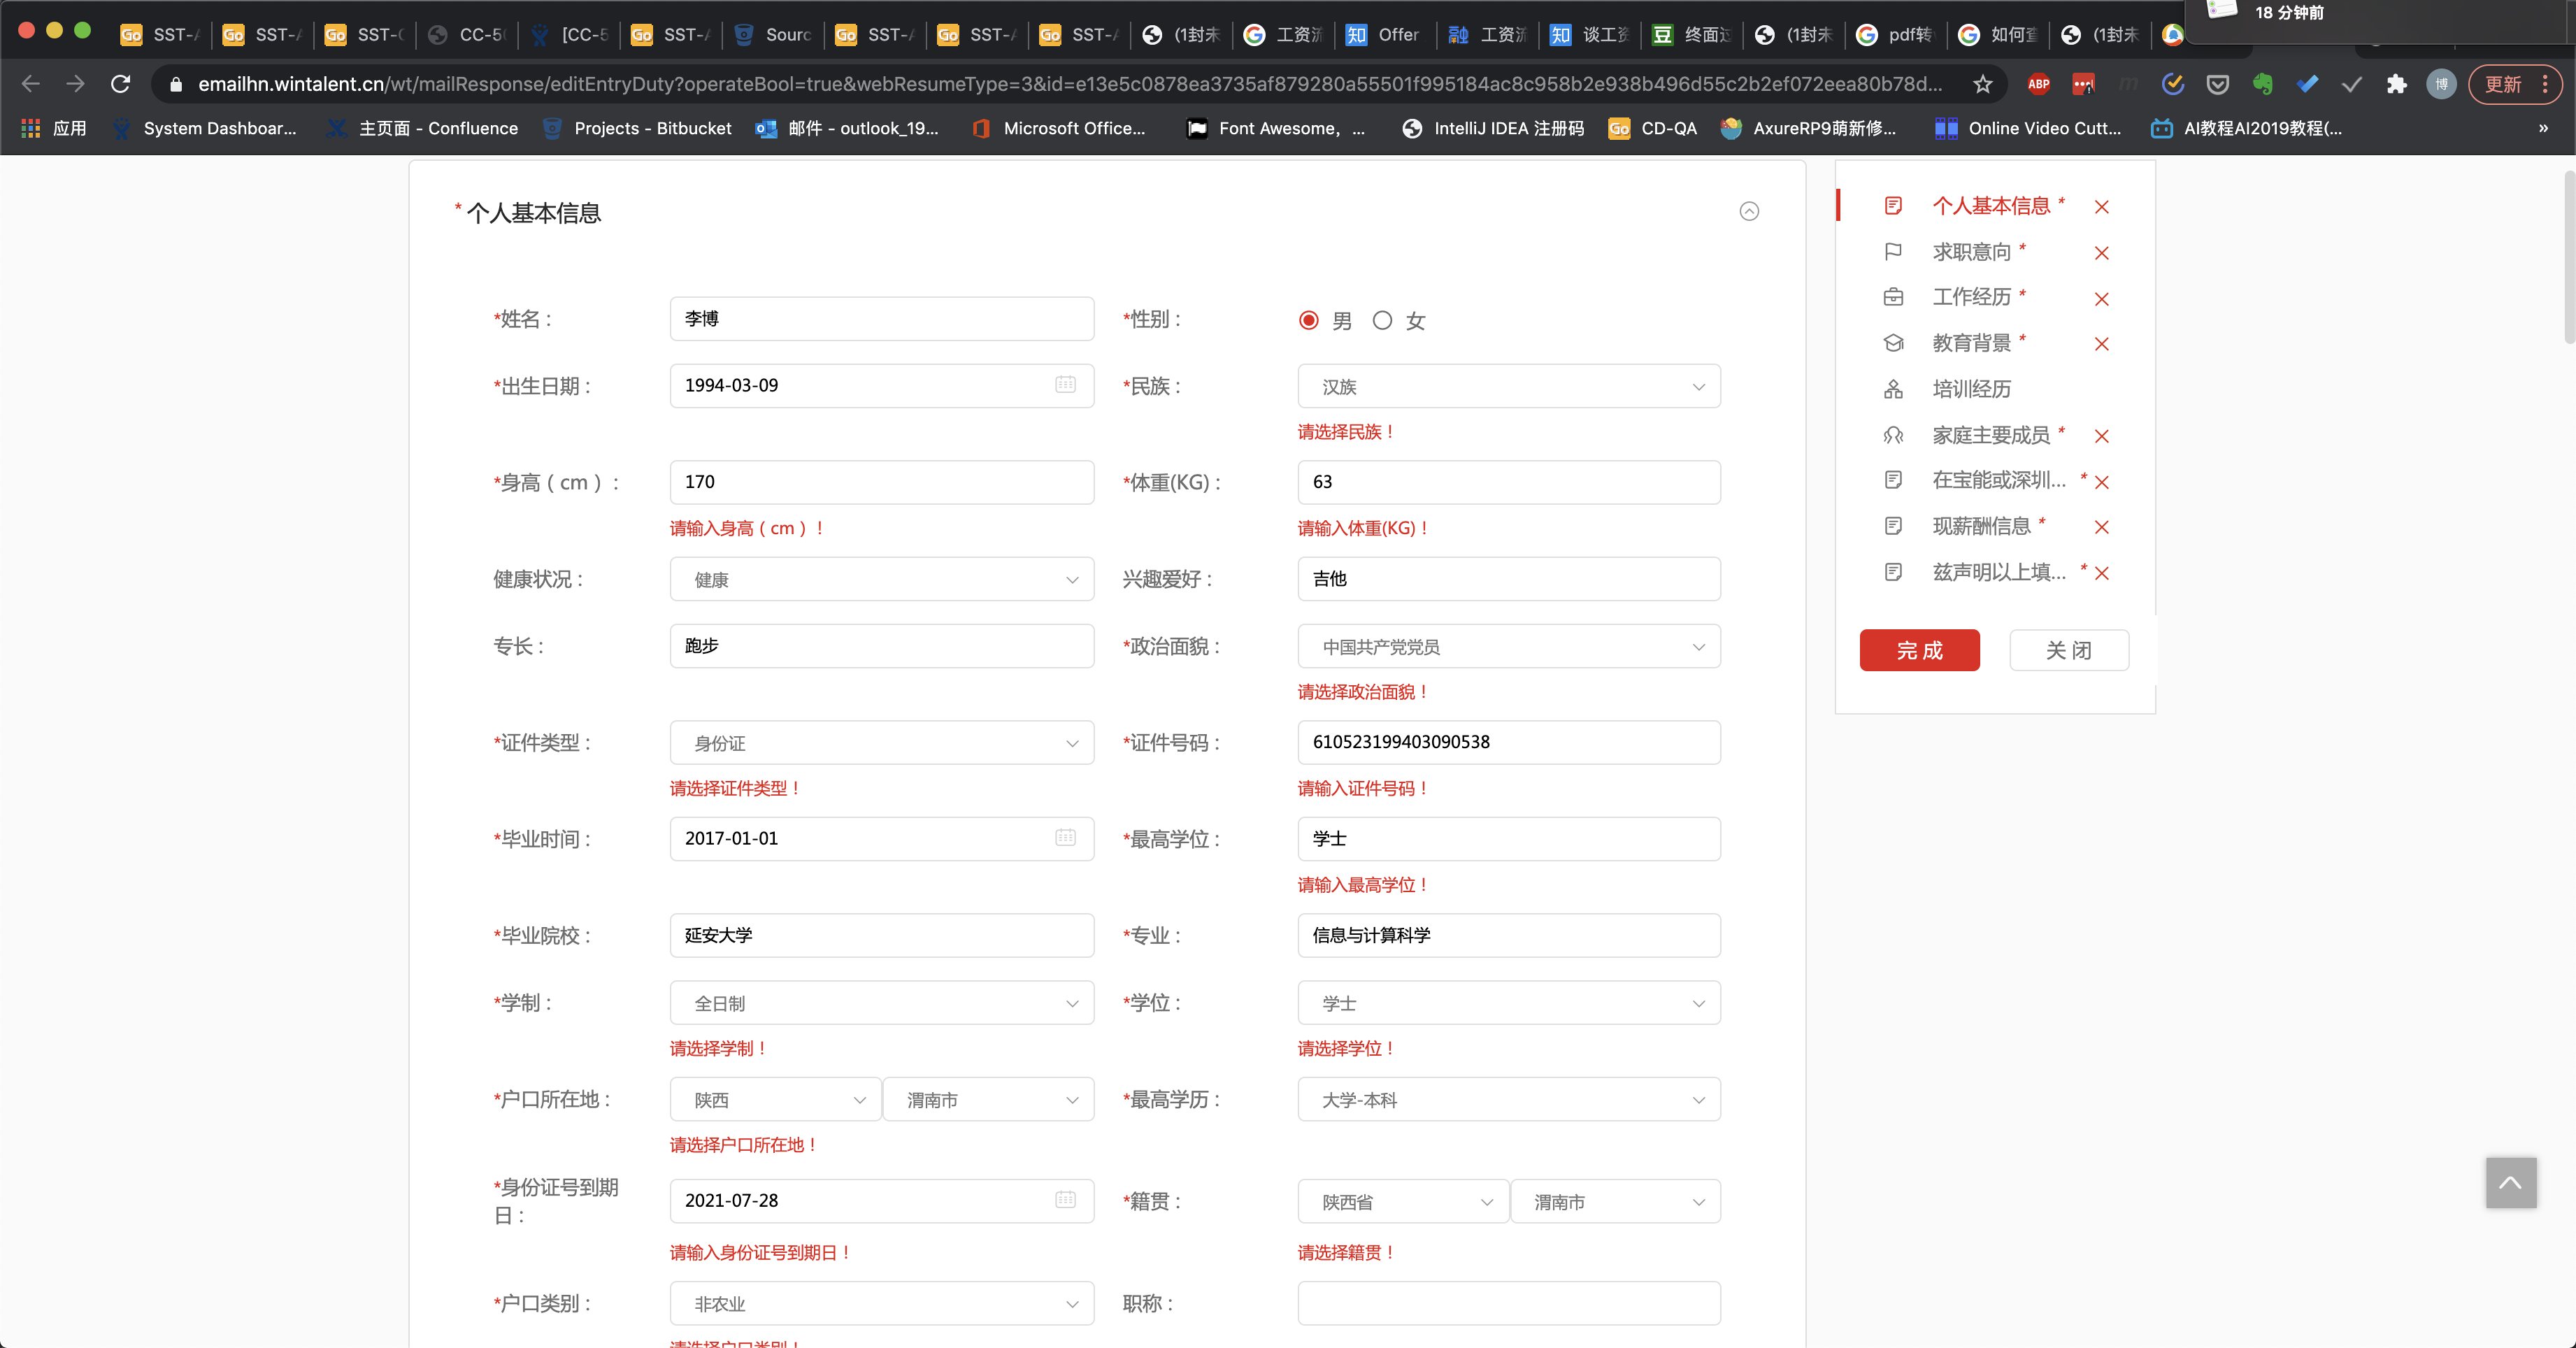 18 分钟前
SST-
SST-
SST-
CC-5
[CC-5
SST-
Sourc
SST-
SST-
SST-
(1封未
工资
Offer
工资
谈工
终面
(1封未
pdf转
如何
(1封未
emailhn.wintalent.cn/wt/mailResponse/editEntryDuty?operateBool=true&webResumeType=3&id=e13e5c0878ea3735af879280a55501f995184ac8c958b2e938b496d55c2b2ef072eea80b78d...
ABP
博
更新
应用
System Dashboar...
主页面 - Confluence
Projects - Bitbucket
邮件 - outlook_19...
Microsoft Office...
Font Awesome, ...
IntelliJ IDEA 注册码
CD-QA
AxureRP9萌新修...
Online Video Cutt...
AI教程AI2019教程(...
»
* 个人基本信息
*姓名： 李博 *性别： 男 女
*出生日期： 1994-03-09 *民族： 汉族
请选择民族！
*身高（cm）： 170 *体重(KG)： 63
请输入身高（cm）！ 请输入体重(KG)！
健康状况： 健康 兴趣爱好： 吉他
专长： 跑步 *政治面貌： 中国共产党党员
请选择政治面貌！
*证件类型： 身份证 *证件号码： 610523199403090538
请选择证件类型！ 请输入证件号码！
*毕业时间： 2017-01-01 *最高学位： 学士
请输入最高学位！
*毕业院校： 延安大学 *专业： 信息与计算科学
*学制： 全日制 *学位： 学士
请选择学制！ 请选择学位！
*户口所在地： 陕西 渭南市 *最高学历： 大学-本科
请选择户口所在地！
*身份证号到期日： 2021-07-28 *籍贯： 陕西省 渭南市
请输入身份证号到期日！ 请选择籍贯！
*户口类别： 非农业 职称：
请选择户口类别！
个人基本信息 *
求职意向 *
工作经历 *
教育背景 *
培训经历
家庭主要成员 *
在宝能或深圳... *
现薪酬信息 *
兹声明以上填... *
完成 关闭